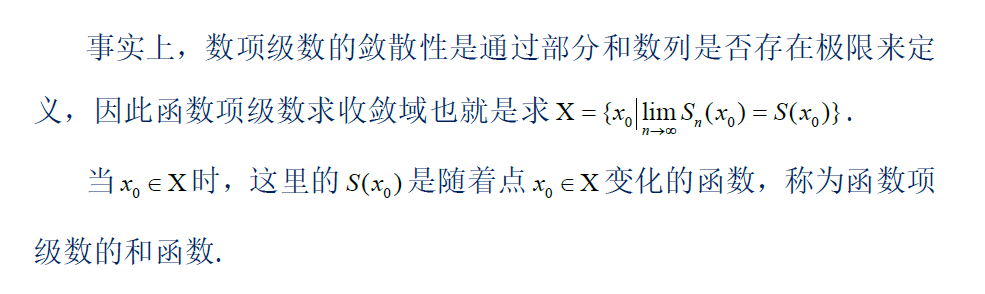 事实上，数项级数的敛散性是通过部分和数列是否存在极限来定
义，因此函数项级数求收敛域也就是求 X = {x₀|lim_{n→∞} Sₙ(x₀) = S(x₀)}.
当 x₀ ∈ X 时，这里的 S(x₀) 是随着点 x₀ ∈ X 变化的函数，称为函数项
级数的和函数.